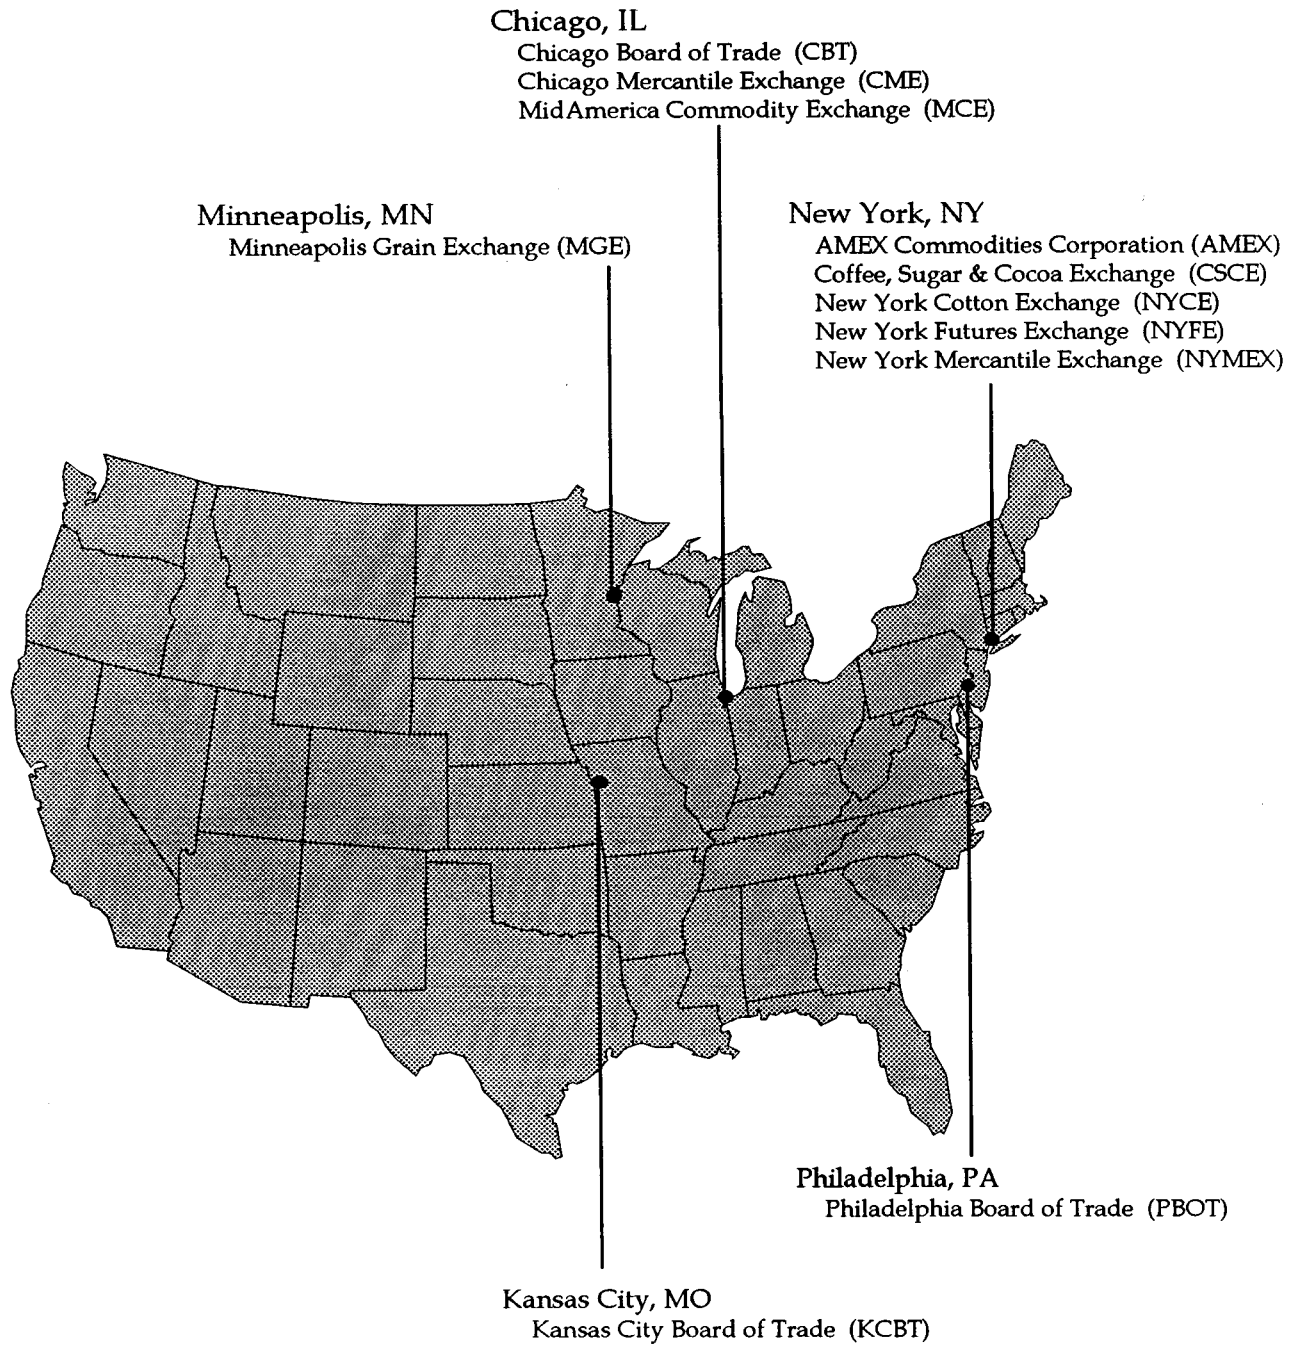 Chicago, IL
Chicago Board of Trade (CBT)
Chicago Mercantile Exchange (CME)
MidAmerica Commodity Exchange (MCE)
Minneapolis, MN
Minneapolis Grain Exchange (MGE)
New York, NY
AMEX Commodities Corporation (AMEX)
Coffee, Sugar & Cocoa Exchange (CSCE)
New York Cotton Exchange (NYCE)
New York Futures Exchange (NYFE)
New York Mercantile Exchange (NYMEX)
Philadelphia, PA
Philadelphia Board of Trade (PBOT)
Kansas City, MO
Kansas City Board of Trade (KCBT)